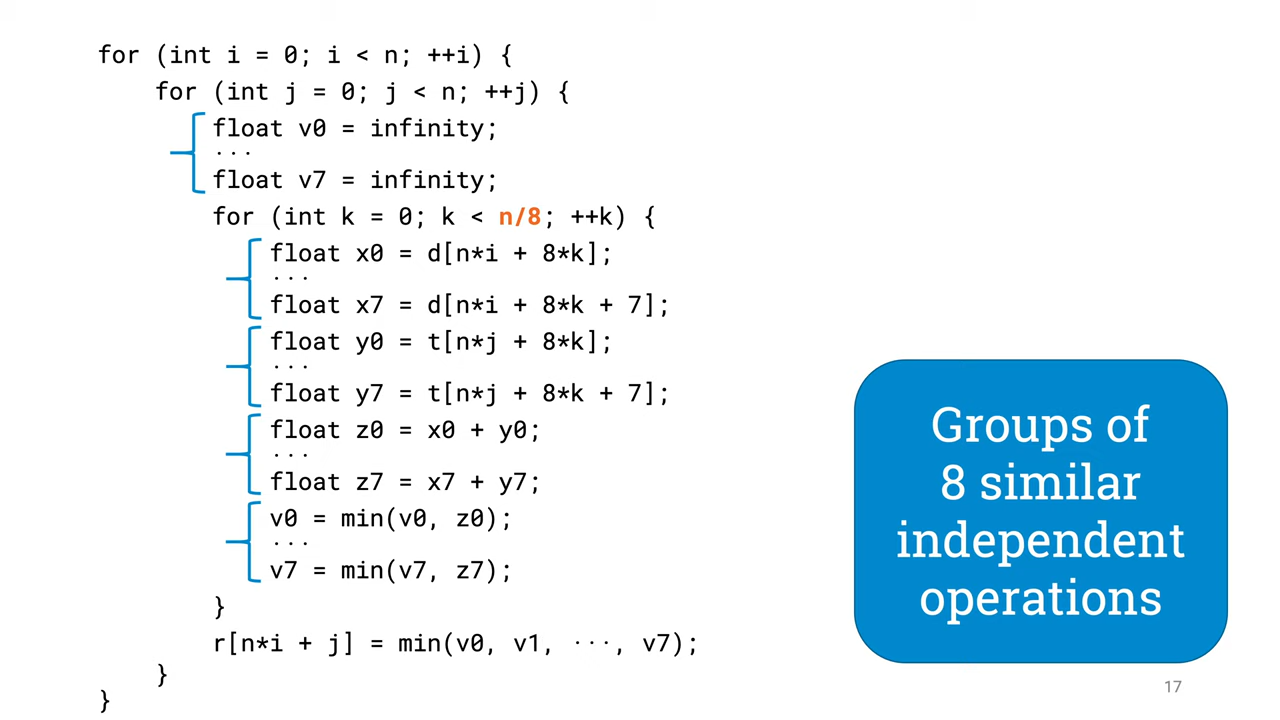 for (int i = 0; i < n; ++i) {
    for (int j = 0; j < n; ++j) {
        float v0 = infinity;
        ···
        float v7 = infinity;
        for (int k = 0; k < n/8; ++k) {
            float x0 = d[n*i + 8*k];
            ···
            float x7 = d[n*i + 8*k + 7];
            float y0 = t[n*j + 8*k];
            ···
            float y7 = t[n*j + 8*k + 7];
            float z0 = x0 + y0;
            ···
            float z7 = x7 + y7;
            v0 = min(v0, z0);
            ···
            v7 = min(v7, z7);
        }
        r[n*i + j] = min(v0, v1, ···, v7);
    }
}
Groups of
8 similar
independent
operations
17